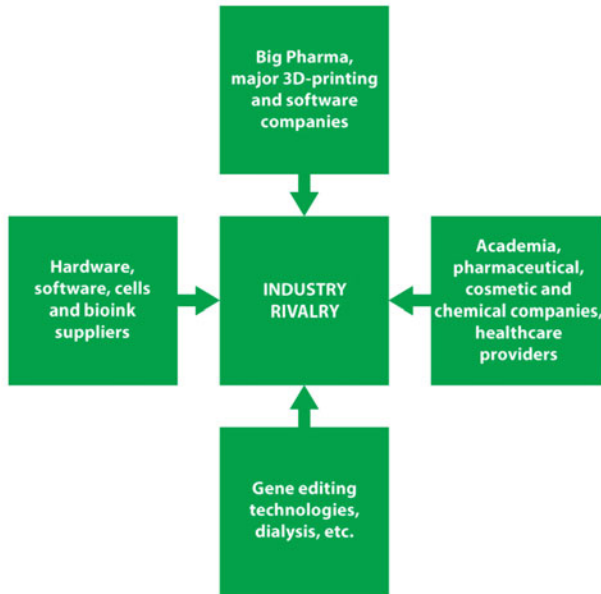 Big Pharma,
major 3D-printing
and software
companies
Hardware,
software, cells
and bioink
suppliers
INDUSTRY
RIVALRY
Academia,
pharmaceutical,
cosmetic and
chemical companies,
healthcare
providers
Gene editing
technologies,
dialysis, etc.